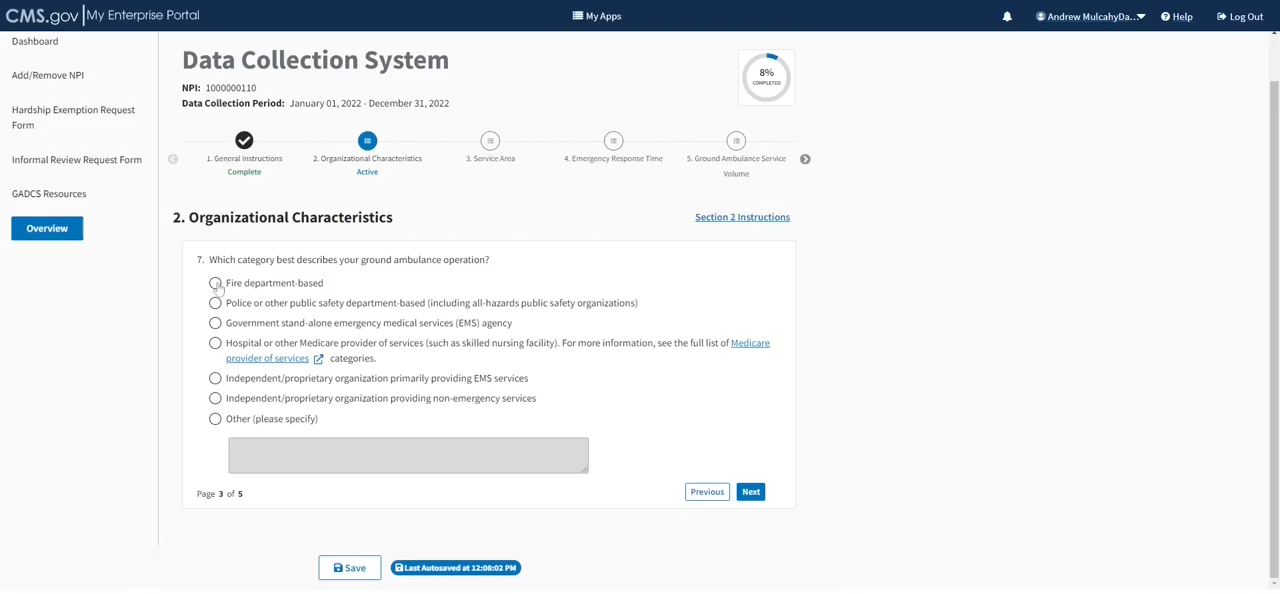 CMS.gov My Enterprise Portal
My Apps
Andrew MulcahyDa...
Help
Log Out
Dashboard
Add/Remove NPI
Hardship Exemption Request
Form
Informal Review Request Form
GADCS Resources
Overview
Data Collection System
NPI: 1000000110
Data Collection Period: January 01, 2022 - December 31, 2022
8%
COMPLETED
1. General Instructions
Complete
2. Organizational Characteristics
Active
3. Service Area
4. Emergency Response Time
5. Ground Ambulance Service
Volume
2. Organizational Characteristics
Section 2 Instructions
7. Which category best describes your ground ambulance operation?
Fire department-based
Police or other public safety department-based (including all-hazards public safety organizations)
Government stand-alone emergency medical services (EMS) agency
Hospital or other Medicare provider of services (such as skilled nursing facility). For more information, see the full list of Medicare
provider of services categories.
Independent/proprietary organization primarily providing EMS services
Independent/proprietary organization providing non-emergency services
Other (please specify)
Page 3 of 5
Previous
Next
Save
Last Autosaved at 12:08:02 PM